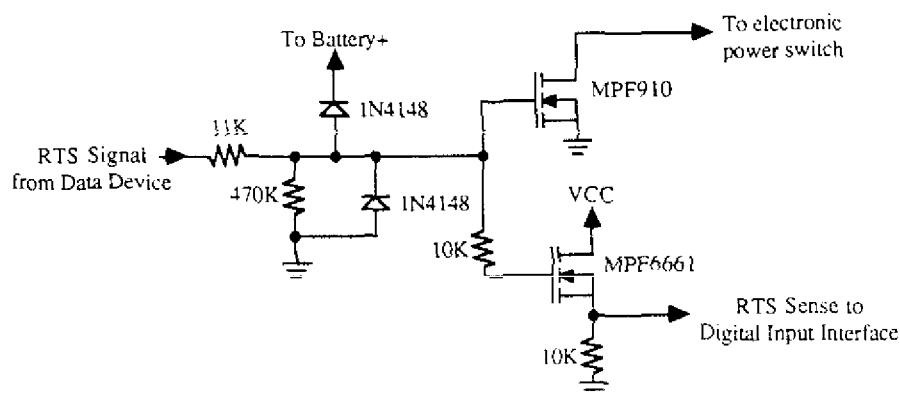 To electronic
power switch
To Battery+
MPF910
1N4148
11K
RTS Signal
from Data Device
470K
1N4148
VCC
10K
MPF6661
RTS Sense to
Digital Input Interface
10K